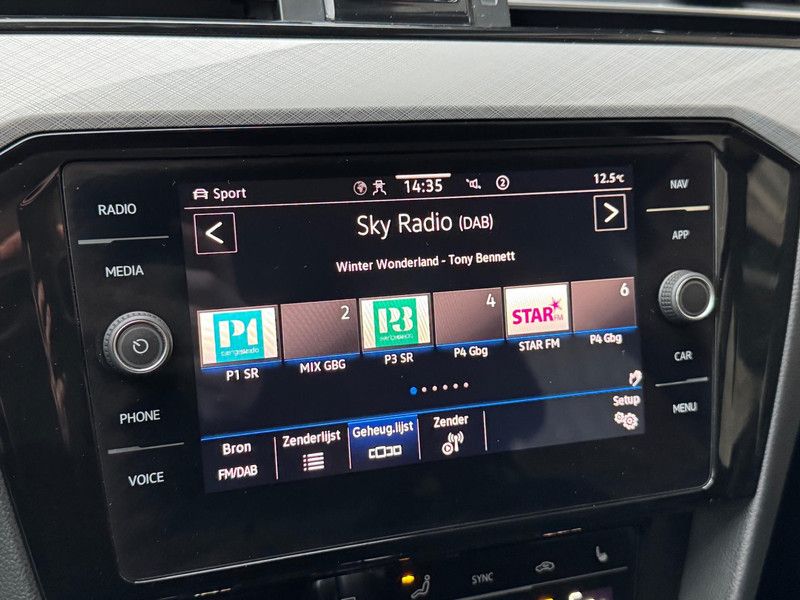 RADIO
MEDIA
PHONE
VOICE
Sport
14:35
2
12.5°C
<
Sky Radio (DAB)
>
Winter Wonderland - Tony Bennett
P1
P1 SR
2
MIX GBG
P3
P3 SR
4
P4 Gbg
STAR FM
STAR FM
6
P4 Gbg
Bron
FM/DAB
Zenderlijst
Geheug.lijst
Zender
Setup
NAV
APP
CAR
MENU
SYNC